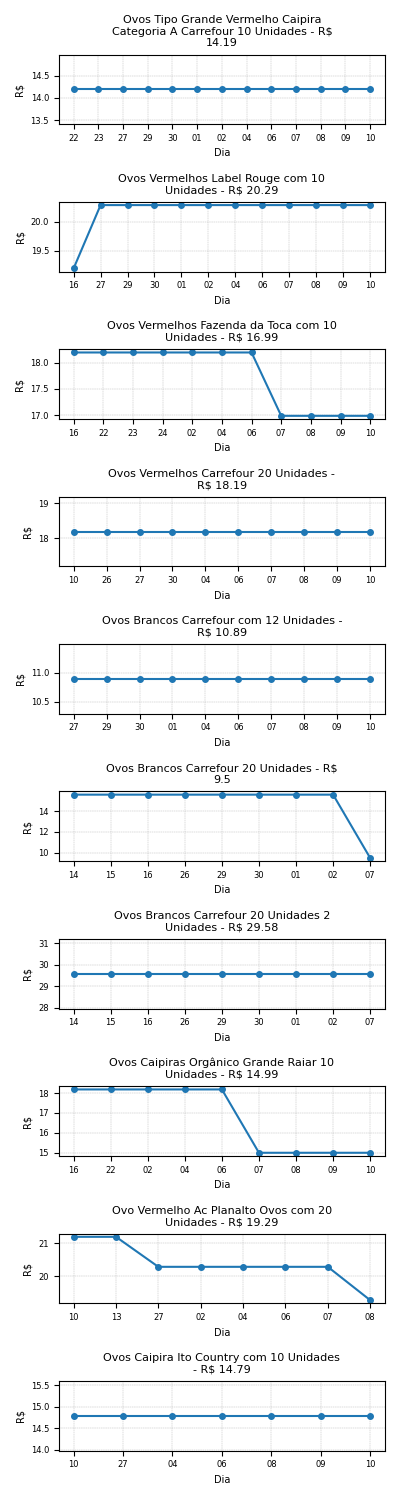 Ovos Tipo Grande Vermelho Caipira
Categoria A Carrefour 10 Unidades - R$
14.19
14.5
14.0
13.5
R$
22 23 27 29 30 01 02 04 06 07 08 09 10
Dia
Ovos Vermelhos Label Rouge com 10
Unidades - R$ 20.29
20.0
19.5
R$
16 27 29 30 01 02 04 06 07 08 09 10
Dia
Ovos Vermelhos Fazenda da Toca com 10
Unidades - R$ 16.99
18.0
17.5
17.0
R$
16 22 23 24 02 04 06 07 08 09 10
Dia
Ovos Vermelhos Carrefour 20 Unidades -
R$ 18.19
19
18
R$
10 26 27 30 04 06 07 08 09 10
Dia
Ovos Brancos Carrefour com 12 Unidades -
R$ 10.89
11.0
10.5
R$
27 29 30 01 04 06 07 08 09 10
Dia
Ovos Brancos Carrefour 20 Unidades - R$
9.5
14
12
10
R$
14 15 16 26 29 30 01 02 07
Dia
Ovos Brancos Carrefour 20 Unidades 2
Unidades - R$ 29.58
31
30
29
28
R$
14 15 16 26 29 30 01 02 07
Dia
Ovos Caipiras Orgânico Grande Raiar 10
Unidades - R$ 14.99
18
17
16
15
R$
16 22 02 04 06 07 08 09 10
Dia
Ovo Vermelho Ac Planalto Ovos com 20
Unidades - R$ 19.29
21
20
R$
10 13 27 02 04 06 07 08
Dia
Ovos Caipira Ito Country com 10 Unidades
- R$ 14.79
15.5
15.0
14.5
14.0
R$
10 27 04 06 08 09 10
Dia